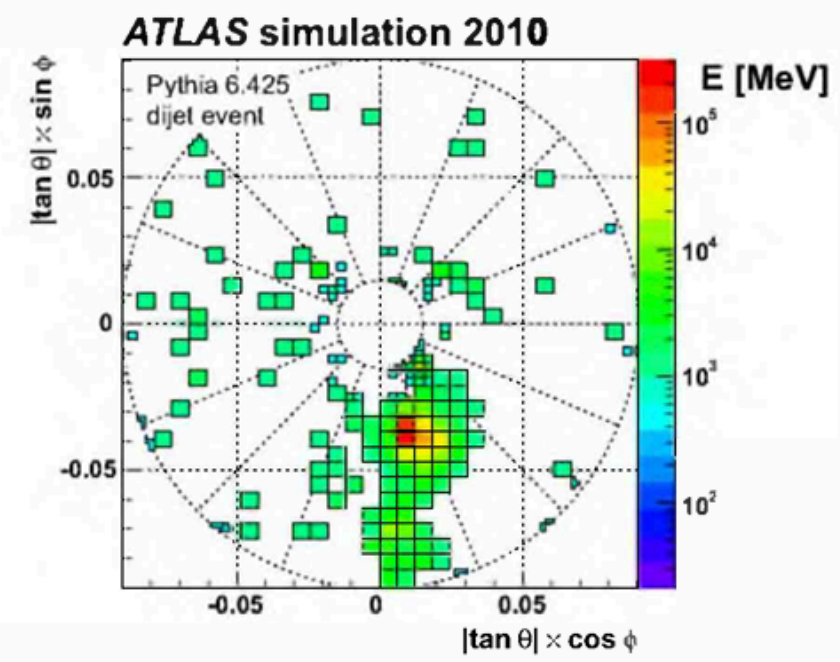 ATLAS simulation 2010
Pythia 6.425
dijet event
E [MeV]
|tan θ| × sin ϕ
0.05
0
-0.05
10⁵
10⁴
10³
10²
-0.05
0
0.05
|tan θ| × cos ϕ